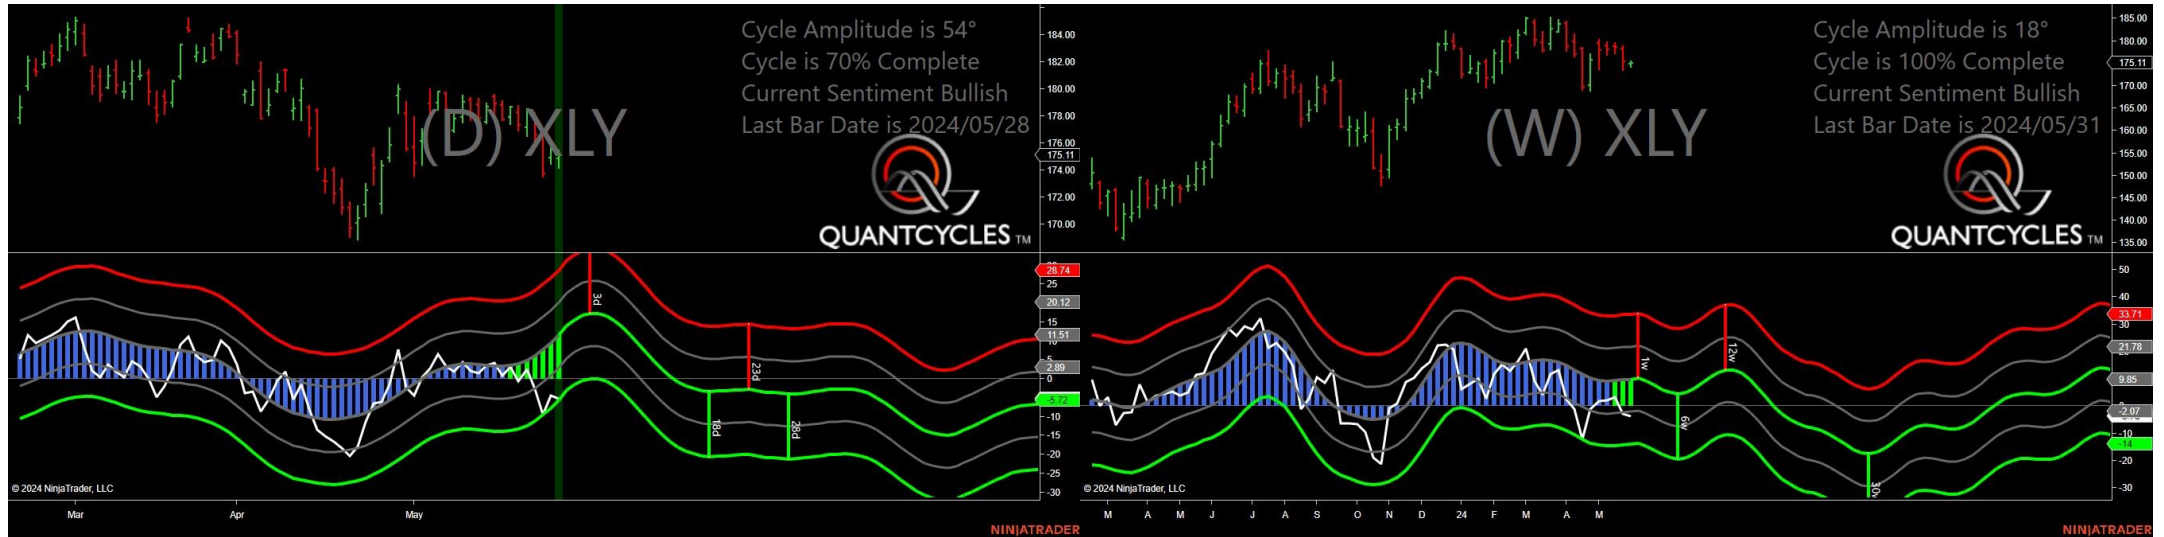 Cycle Amplitude is 54°
Cycle is 70% Complete
Current Sentiment Bullish
Last Bar Date is 2024/05/28
(D) XLY
QUANTCYCLES TM
184.00
182.00
180.00
178.00
176.00
175.11
174.00
172.00
170.00
28.74
25
20.12
15
11.51
5
2.89
0
-5.72
-10
-15
-20
-25
-30
3d
23d
18d
28d
© 2024 NinjaTrader, LLC
Mar
Apr
May
NINJATRADER
Cycle Amplitude is 18°
Cycle is 100% Complete
Current Sentiment Bullish
Last Bar Date is 2024/05/31
(W) XLY
QUANTCYCLES TM
185.00
180.00
175.11
170.00
165.00
160.00
155.00
150.00
145.00
140.00
135.00
50
40
33.71
30
21.78
9.85
-2.07
-10
-14
-20
-30
1w
12w
6w
© 2024 NinjaTrader, LLC
M A M J J A S O N D 24 F M A M
NINJATRADER